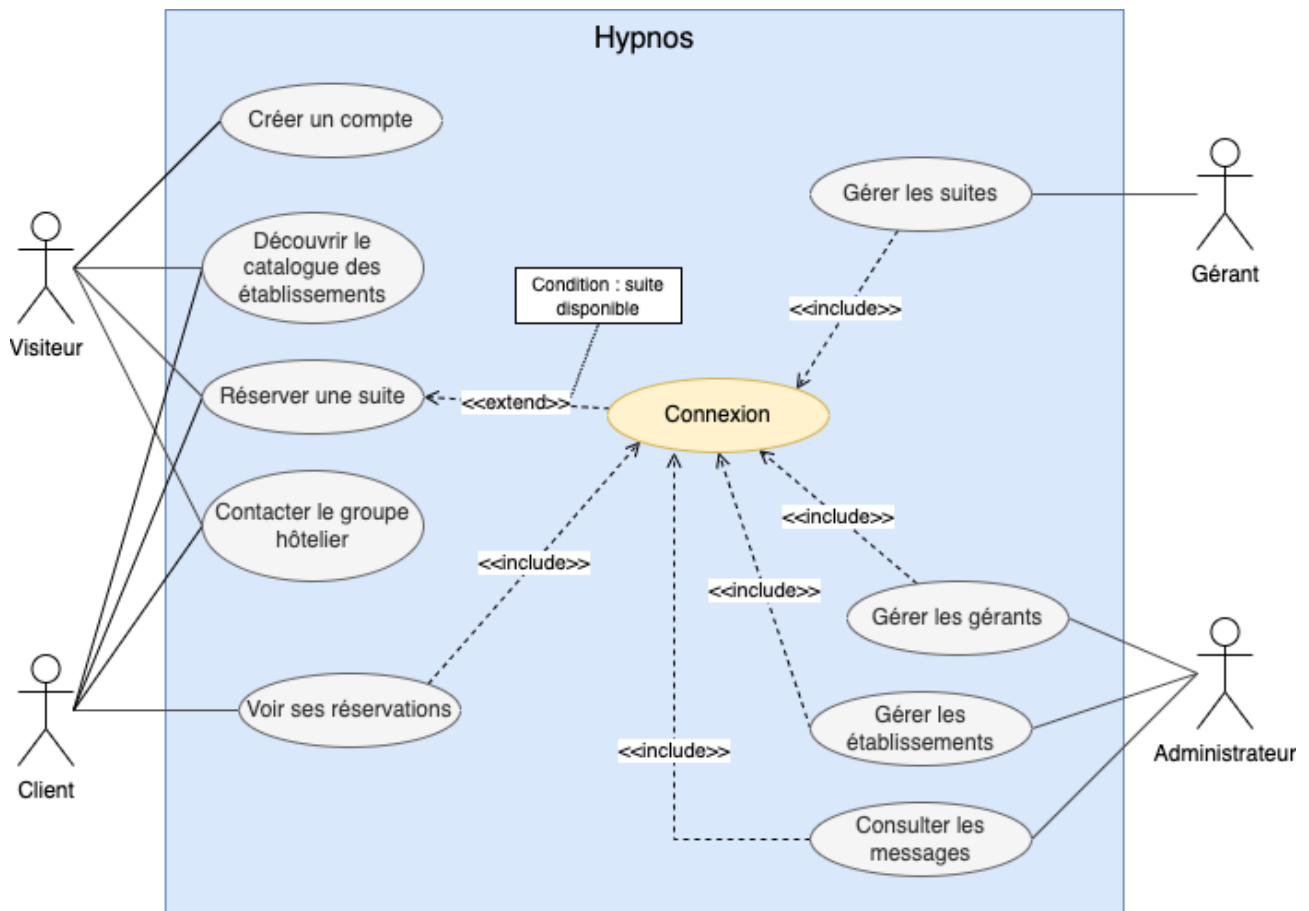 Hypnos
Créer un compte
Gérer les suites
Découvrir le
catalogue des
établissements
Gérant
Condition : suite
disponible
<<include>>
Visiteur
Réserver une suite
<<extend>>
Connexion
Contacter le groupe
hôtelier
<<include>>
<<include>>
<<include>>
Gérer les gérants
Voir ses réservations
Gérer les
établissements
<<include>>
Administrateur
Client
Consulter les
messages